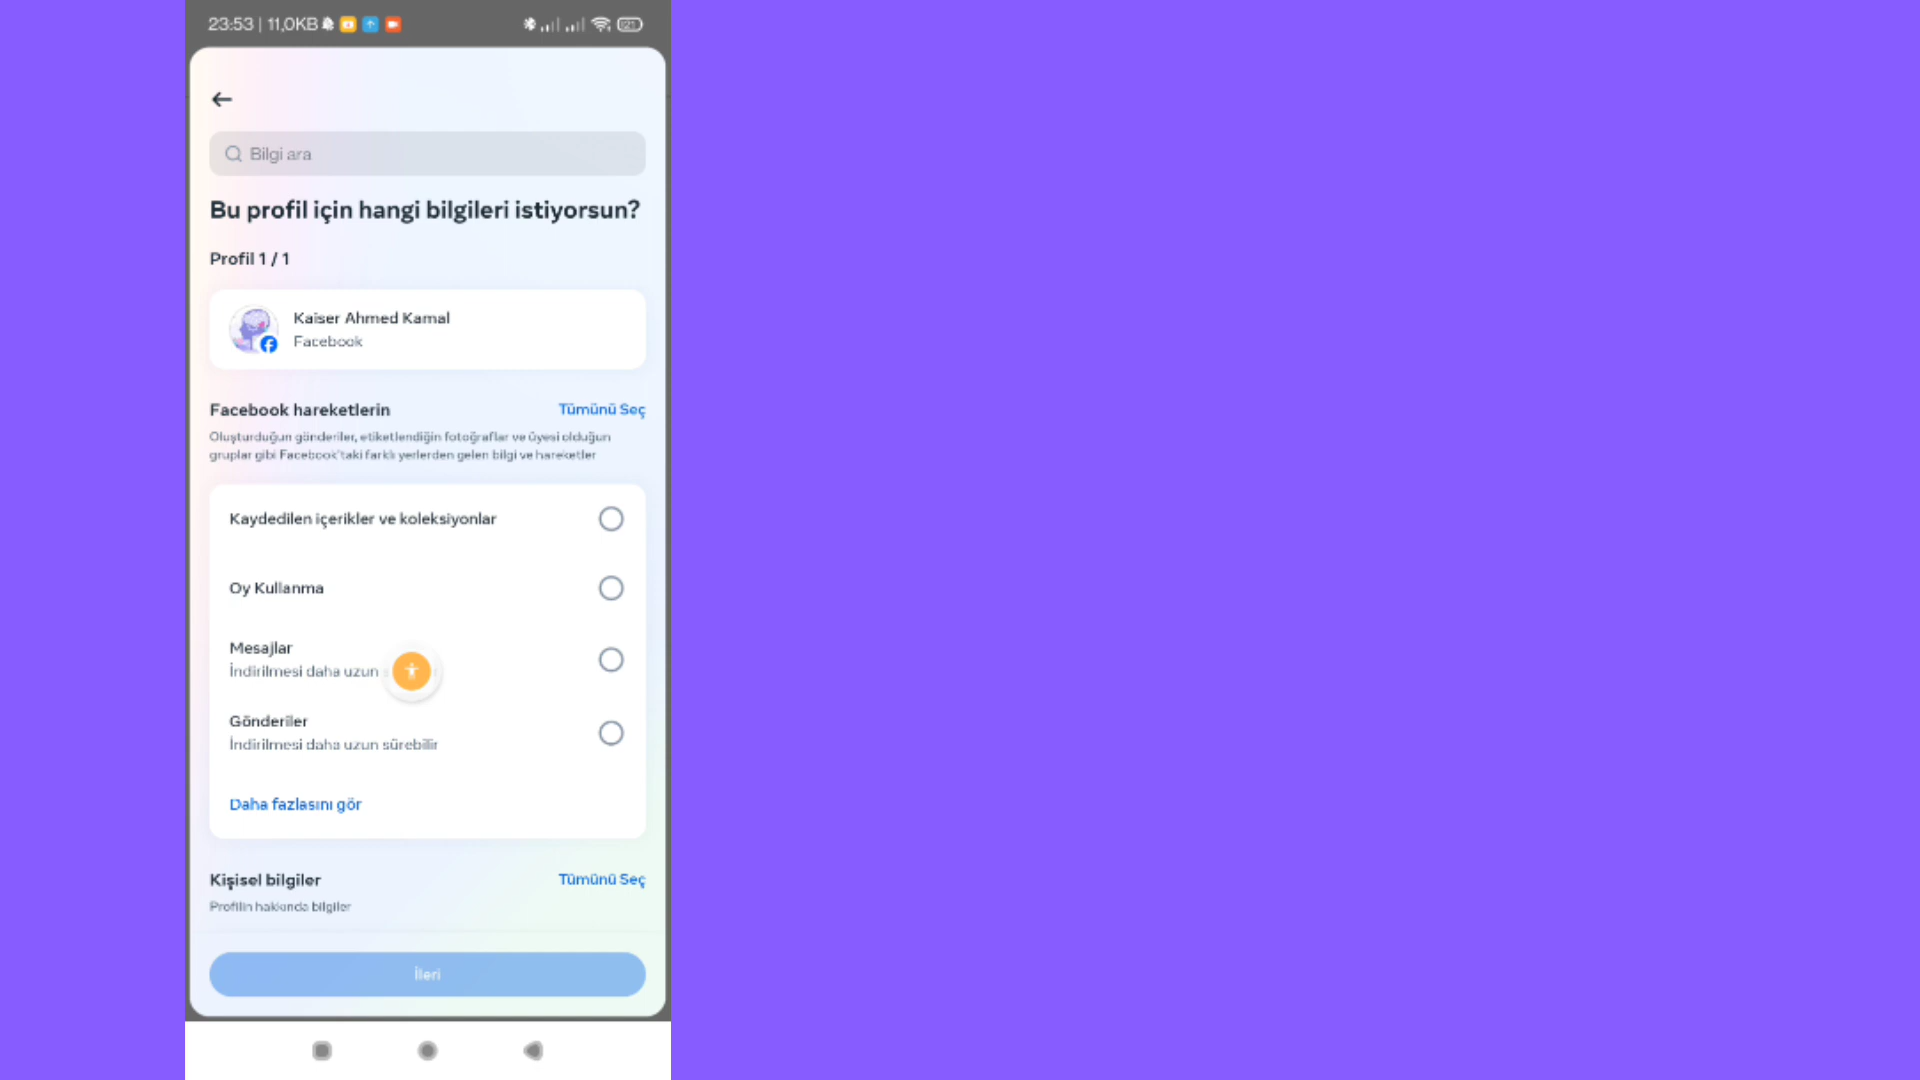 23:53 | 11,0KB
Bilgi ara
Bu profil için hangi bilgileri istiyorsun?
Profil 1 / 1
Kaiser Ahmed Kamal
Facebook
Facebook hareketlerin
Tümünü Seç
Oluşturduğun gönderiler, etiketlendiğin fotoğraflar ve üyesi olduğun
gruplar gibi Facebook'taki farklı yerlerden gelen bilgi ve hareketler
Kaydedilen içerikler ve koleksiyonlar
Oy Kullanma
Mesajlar
İndirilmesi daha uzun
Gönderiler
İndirilmesi daha uzun sürebilir
Daha fazlasını gör
Kişisel bilgiler
Tümünü Seç
Profilin hakkında bilgiler
İleri